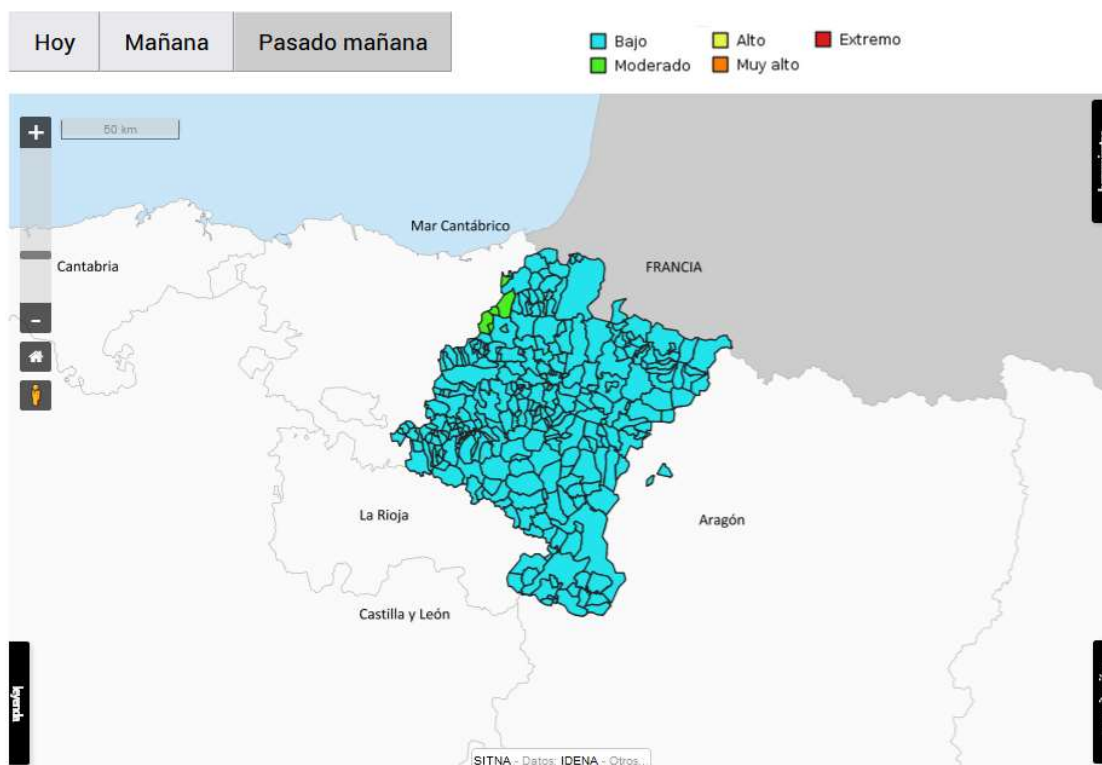 Hoy Mañana Pasado mañana
Bajo Alto Extremo
Moderado Muy alto
+
50 km
Mar Cantábrico
Cantabria
FRANCIA
-
La Rioja
Aragón
Castilla y León
leyenda
SITNA - Datos: IDENA - Otros..